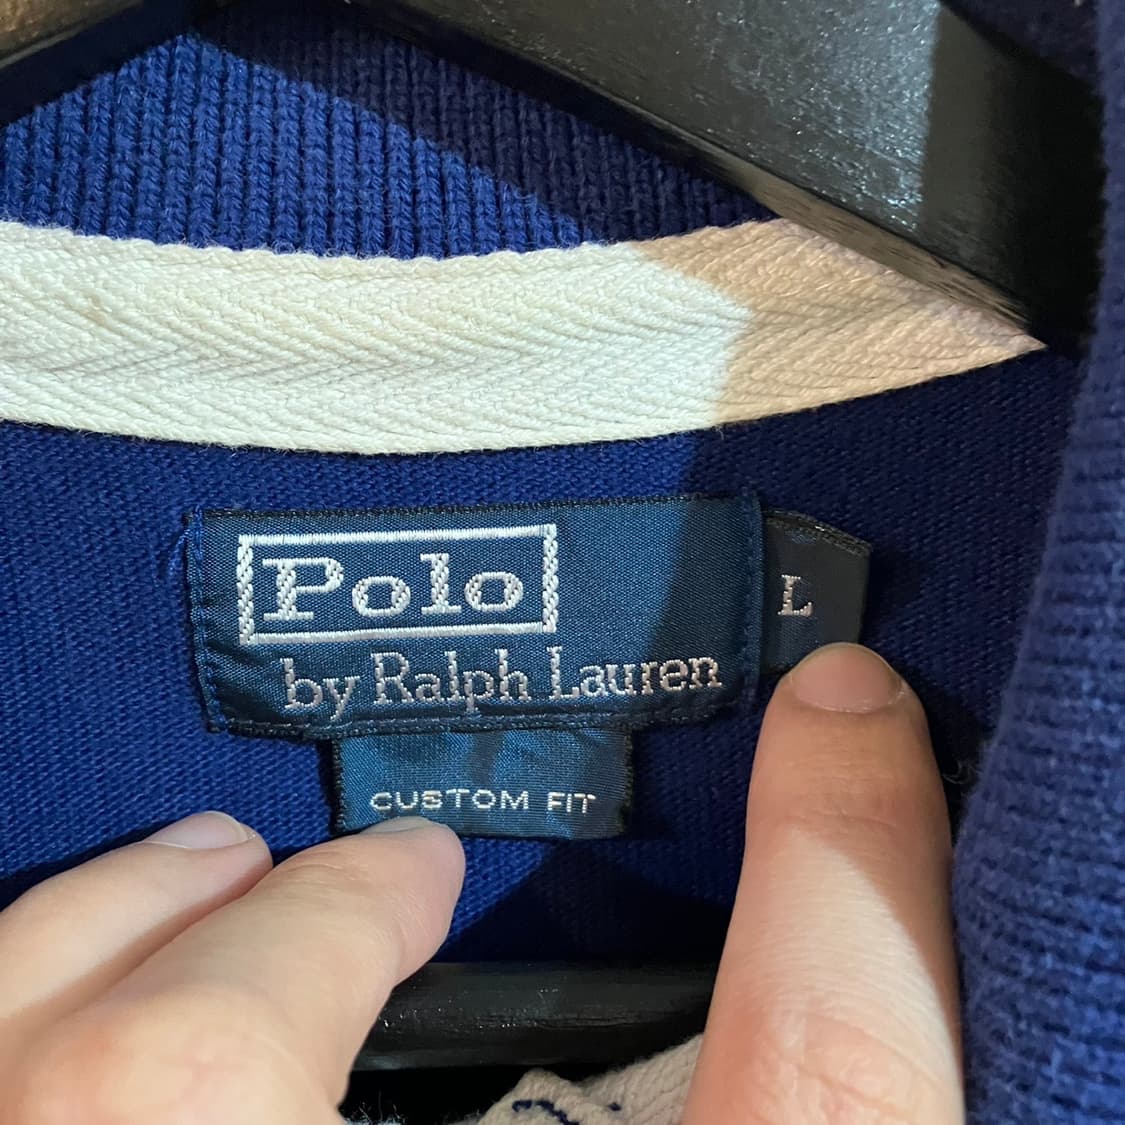 Polo
by Ralph Lauren
L
CUSTOM FIT